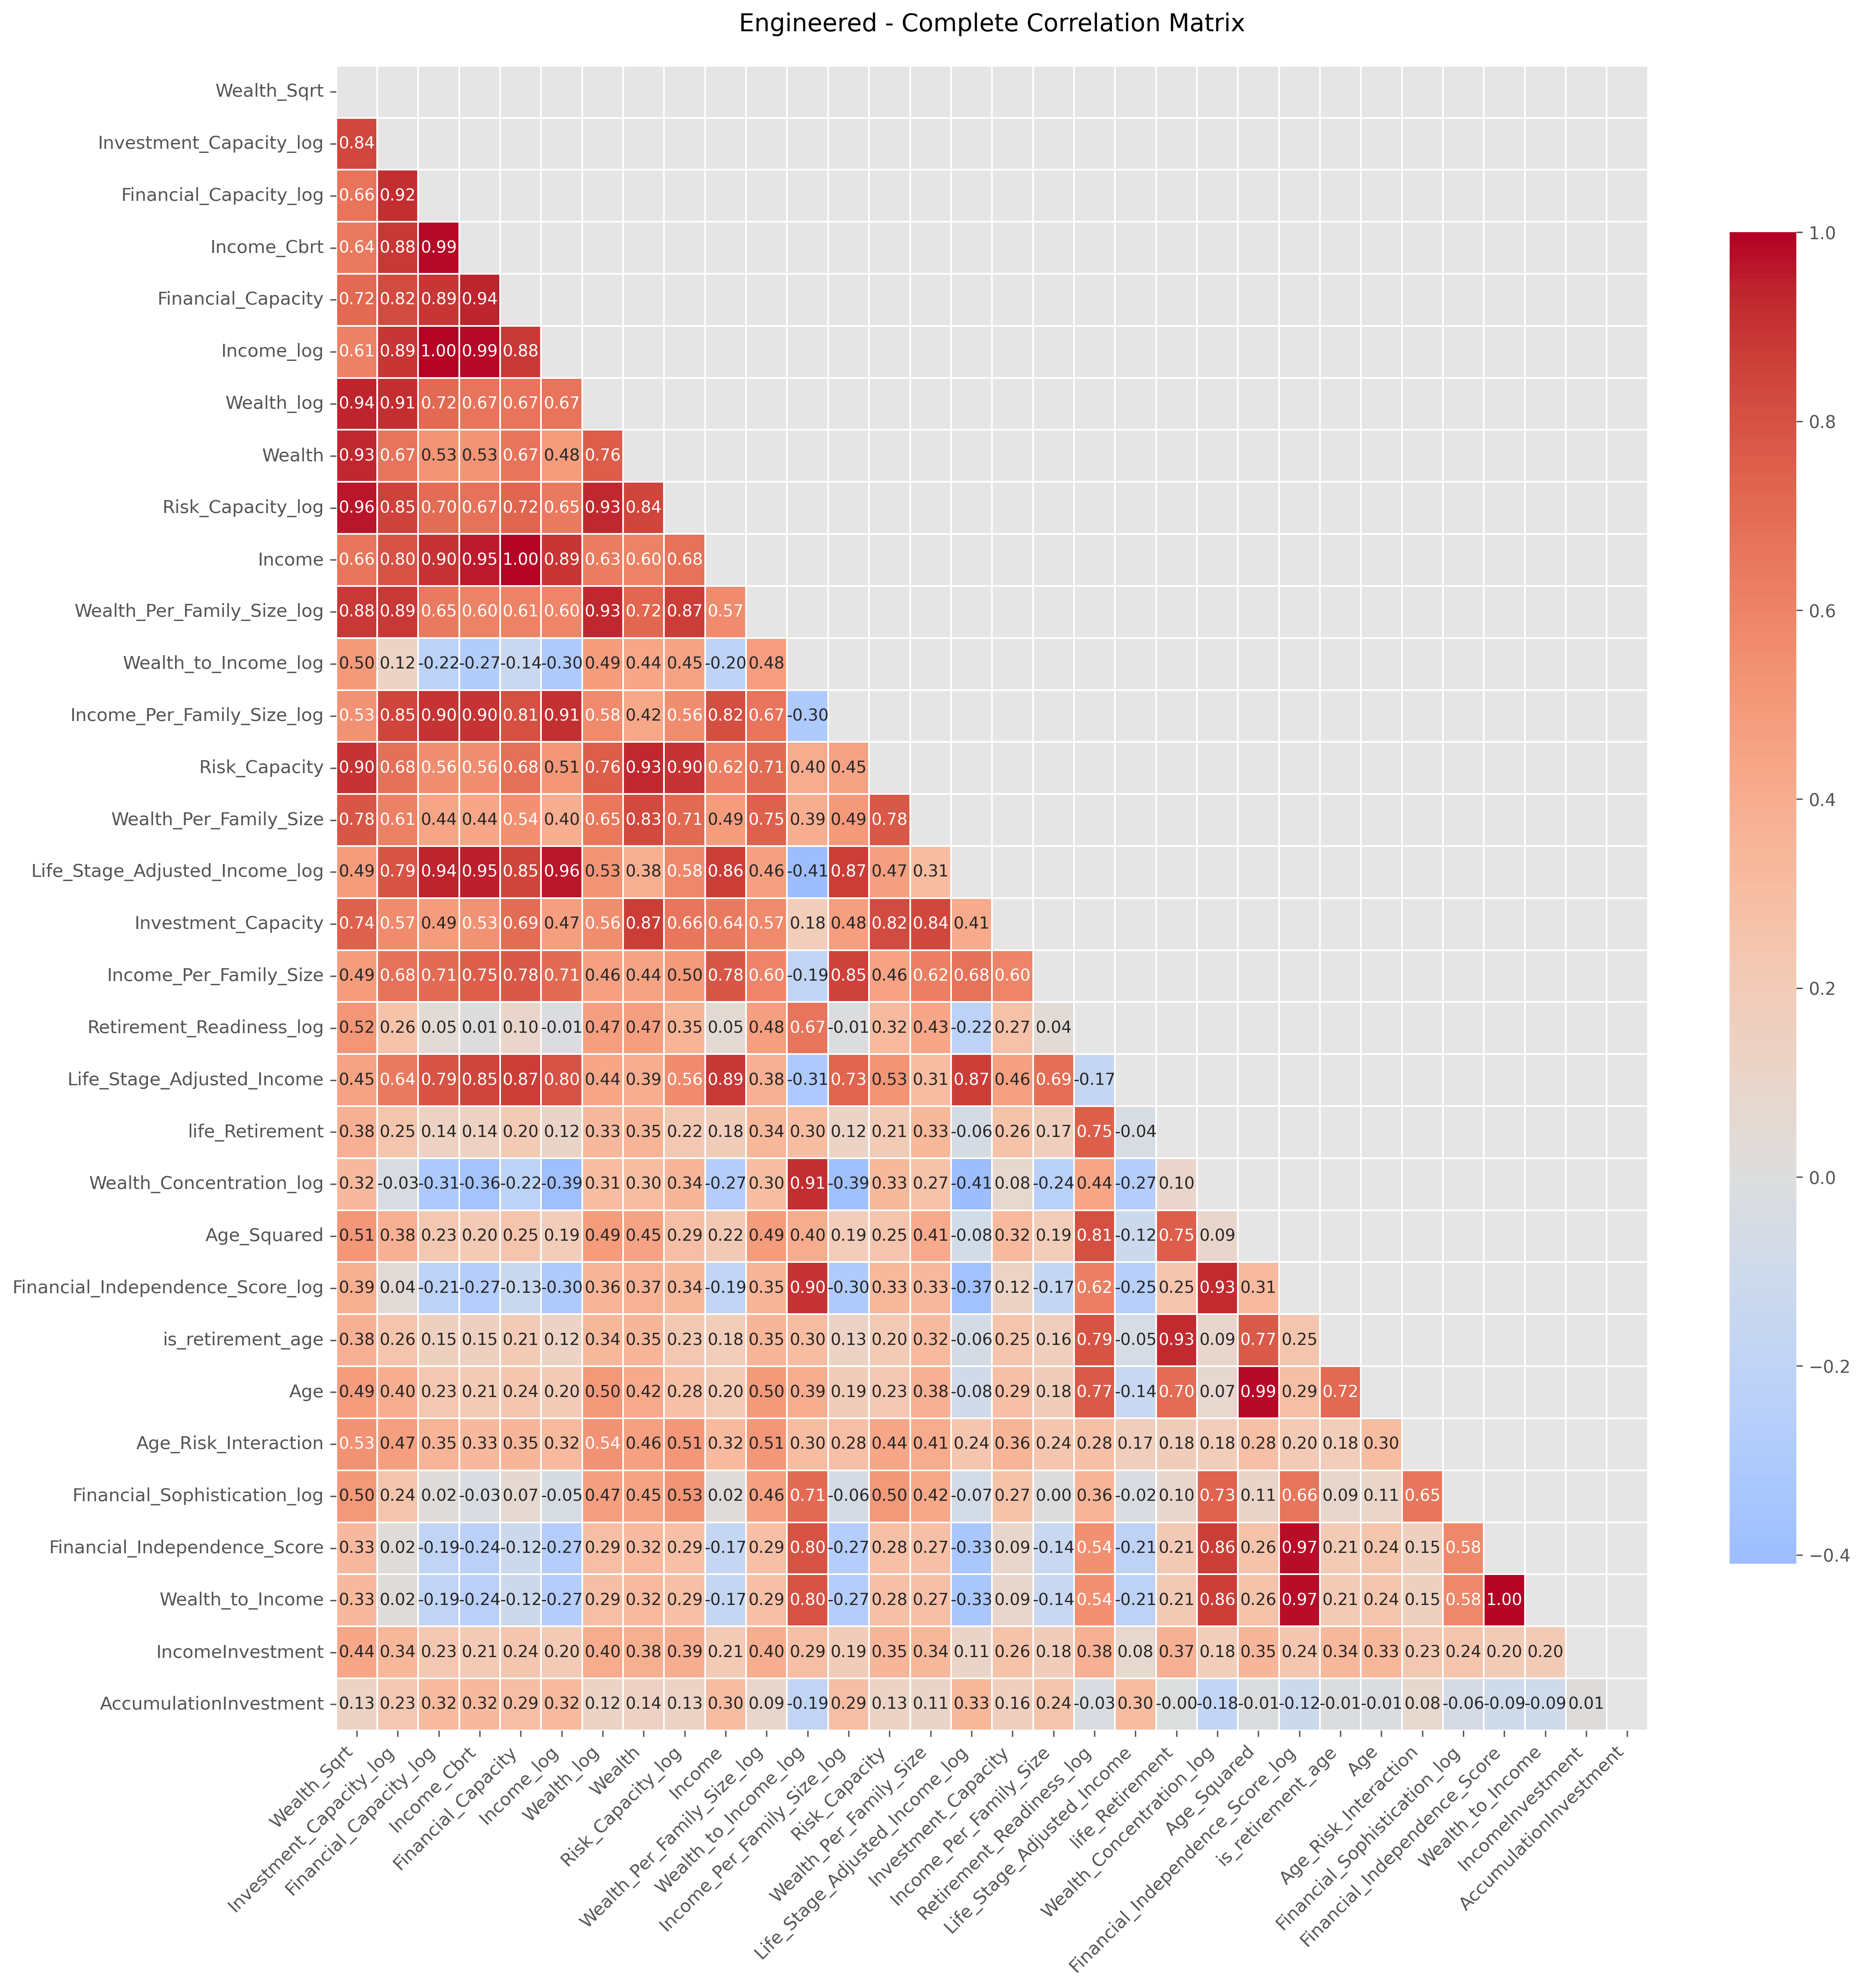 Engineered - Complete Correlation Matrix
Wealth_Sqrt
Investment_Capacity_log 0.84
Financial_Capacity_log 0.66 0.92
Income_Cbrt 0.64 0.88 0.99
Financial_Capacity 0.72 0.82 0.89 0.94
Income_log 0.61 0.89 1.00 0.99 0.88
Wealth_log 0.94 0.91 0.72 0.67 0.67 0.67
Wealth 0.93 0.67 0.53 0.53 0.67 0.48 0.76
Risk_Capacity_log 0.96 0.85 0.70 0.67 0.72 0.65 0.93 0.84
Income 0.66 0.80 0.90 0.95 1.00 0.89 0.63 0.60 0.68
Wealth_Per_Family_Size_log 0.88 0.89 0.65 0.60 0.61 0.60 0.93 0.72 0.87 0.57
Wealth_to_Income_log 0.50 0.12 -0.22 -0.27 -0.14 -0.30 0.49 0.44 0.45 -0.20 0.48
Income_Per_Family_Size_log 0.53 0.85 0.90 0.90 0.81 0.91 0.58 0.42 0.56 0.82 0.67 -0.30
Risk_Capacity 0.90 0.68 0.56 0.56 0.68 0.51 0.76 0.93 0.90 0.62 0.71 0.40 0.45
Wealth_Per_Family_Size 0.78 0.61 0.44 0.44 0.54 0.40 0.65 0.83 0.71 0.49 0.75 0.39 0.49 0.78
Life_Stage_Adjusted_Income_log 0.49 0.79 0.94 0.95 0.85 0.96 0.53 0.38 0.58 0.86 0.46 -0.41 0.87 0.47 0.31
Investment_Capacity 0.74 0.57 0.49 0.53 0.69 0.47 0.56 0.87 0.66 0.64 0.57 0.18 0.48 0.82 0.84 0.41
Income_Per_Family_Size 0.49 0.68 0.71 0.75 0.78 0.71 0.46 0.44 0.50 0.78 0.60 -0.19 0.85 0.46 0.62 0.68 0.60
Retirement_Readiness_log 0.52 0.26 0.05 0.01 0.10 -0.01 0.47 0.47 0.35 0.05 0.48 0.67 -0.01 0.32 0.43 -0.22 0.27 0.04
Life_Stage_Adjusted_Income 0.45 0.64 0.79 0.85 0.87 0.80 0.44 0.39 0.56 0.89 0.38 -0.31 0.73 0.53 0.31 0.87 0.46 0.69 -0.17
life_Retirement 0.38 0.25 0.14 0.14 0.20 0.12 0.33 0.35 0.22 0.18 0.34 0.30 0.12 0.21 0.33 -0.06 0.26 0.17 0.75 -0.04
Wealth_Concentration_log 0.32 -0.03 -0.31 -0.36 -0.22 -0.39 0.31 0.30 0.34 -0.27 0.30 0.91 -0.39 0.33 0.27 -0.41 0.08 -0.24 0.44 -0.27 0.10
Age_Squared 0.51 0.38 0.23 0.20 0.25 0.19 0.49 0.45 0.29 0.22 0.49 0.40 0.19 0.25 0.41 -0.08 0.32 0.19 0.81 -0.12 0.75 0.09
Financial_Independence_Score_log 0.39 0.04 -0.21 -0.27 -0.13 -0.30 0.36 0.37 0.34 -0.19 0.35 0.90 -0.30 0.33 0.33 -0.37 0.12 -0.17 0.62 -0.25 0.25 0.93 0.31
is_retirement_age 0.38 0.26 0.15 0.15 0.21 0.12 0.34 0.35 0.23 0.18 0.35 0.30 0.13 0.20 0.32 -0.06 0.25 0.16 0.79 -0.05 0.93 0.09 0.77 0.25
Age 0.49 0.40 0.23 0.21 0.24 0.20 0.50 0.42 0.28 0.20 0.50 0.39 0.19 0.23 0.38 -0.08 0.29 0.18 0.77 -0.14 0.70 0.07 0.99 0.29 0.72
Age_Risk_Interaction 0.53 0.47 0.35 0.33 0.35 0.32 0.54 0.46 0.51 0.32 0.51 0.30 0.28 0.44 0.41 0.24 0.36 0.24 0.28 0.17 0.18 0.18 0.28 0.20 0.18 0.30
Financial_Sophistication_log 0.50 0.24 0.02 -0.03 0.07 -0.05 0.47 0.45 0.53 0.02 0.46 0.71 -0.06 0.50 0.42 -0.07 0.27 0.00 0.36 -0.02 0.10 0.73 0.11 0.66 0.09 0.11 0.65
Financial_Independence_Score 0.33 0.02 -0.19 -0.24 -0.12 -0.27 0.29 0.32 0.29 -0.17 0.29 0.80 -0.27 0.28 0.27 -0.33 0.09 -0.14 0.54 -0.21 0.21 0.86 0.26 0.97 0.21 0.24 0.15 0.58
Wealth_to_Income 0.33 0.02 -0.19 -0.24 -0.12 -0.27 0.29 0.32 0.29 -0.17 0.29 0.80 -0.27 0.28 0.27 -0.33 0.09 -0.14 0.54 -0.21 0.21 0.86 0.26 0.97 0.21 0.24 0.15 0.58 1.00
IncomeInvestment 0.44 0.34 0.23 0.21 0.24 0.20 0.40 0.38 0.39 0.21 0.40 0.29 0.19 0.35 0.34 0.11 0.26 0.18 0.38 0.08 0.37 0.18 0.35 0.24 0.34 0.33 0.23 0.24 0.20 0.20
AccumulationInvestment 0.13 0.23 0.32 0.32 0.29 0.32 0.12 0.14 0.13 0.30 0.09 -0.19 0.29 0.13 0.11 0.33 0.16 0.24 -0.03 0.30 -0.00 -0.18 -0.01 -0.12 -0.01 -0.01 0.08 -0.06 -0.09 -0.09 0.01
Wealth_Sqrt
Investment_Capacity_log
Financial_Capacity_log
Income_Cbrt
Financial_Capacity
Income_log
Wealth_log
Wealth
Risk_Capacity_log
Income
Wealth_Per_Family_Size_log
Wealth_to_Income_log
Income_Per_Family_Size_log
Risk_Capacity
Wealth_Per_Family_Size
Life_Stage_Adjusted_Income_log
Investment_Capacity
Income_Per_Family_Size
Retirement_Readiness_log
Life_Stage_Adjusted_Income
life_Retirement
Wealth_Concentration_log
Age_Squared
Financial_Independence_Score_log
is_retirement_age
Age
Age_Risk_Interaction
Financial_Sophistication_log
Financial_Independence_Score
Wealth_to_Income
IncomeInvestment
AccumulationInvestment
1.0
0.8
0.6
0.4
0.2
0.0
−0.2
−0.4